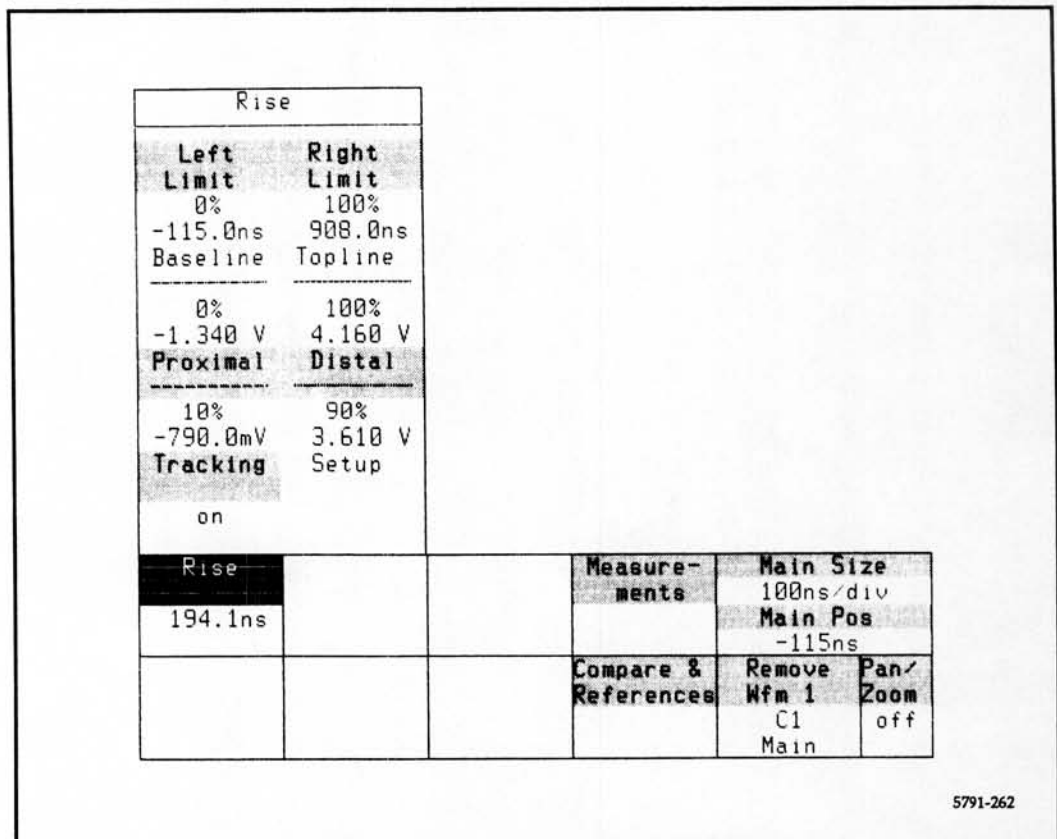 Rise
Left Right
Limit Limit
0% 100%
-115.0ns 908.0ns
Baseline Topline
0% 100%
-1.340 V 4.160 V
Proximal Distal
10% 90%
-790.0mV 3.610 V
Tracking Setup
on
Rise
194.1ns
Measure-
ments
Main Size
100ns/div
Main Pos
-115ns
Compare &
References
Remove
Wfm 1
C1
Main
Pan/
Zoom
off
5791-262